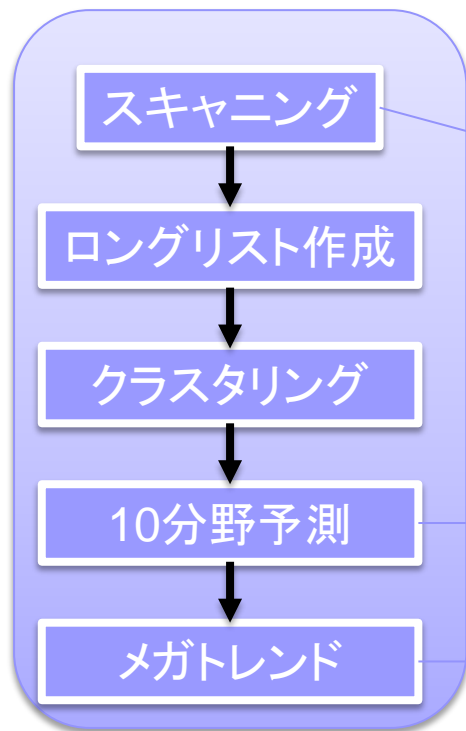 スキャニング
ロングリスト作成
クラスタリング
10分野予測
メガトレンド